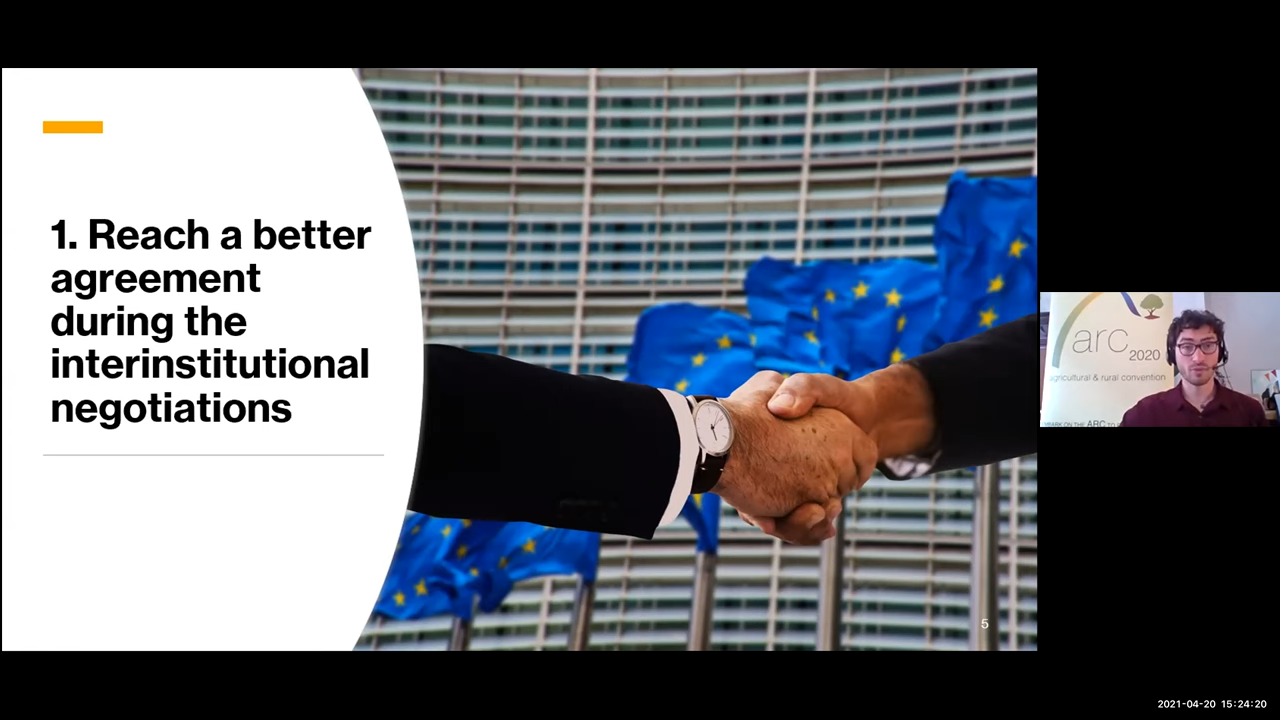 1. Reach a better
agreement
during the
interinstitutional
negotiations
5
arc
2020
agricultural & rural convention
2021-04-20 15:24:20